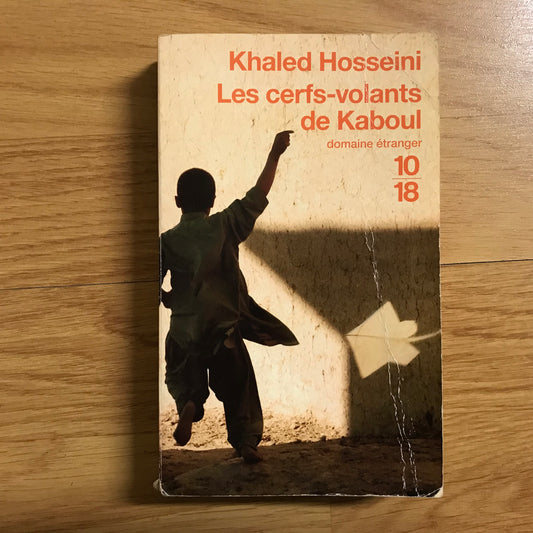 Khaled Hosseini
Les cerfs-volants
de Kaboul
domaine étranger
10
18